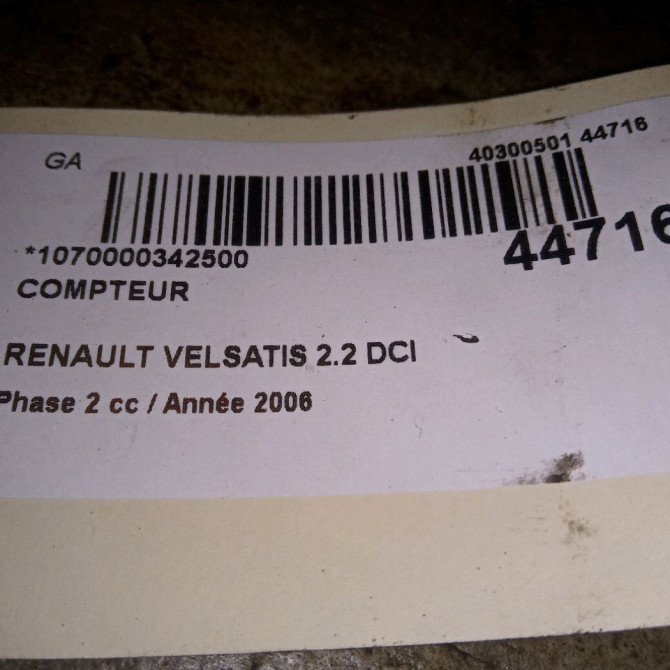 GA
40300501 44716
*1070000342500
44716
COMPTEUR
RENAULT VELSATIS 2.2 DCI
Phase 2 cc / Année 2006